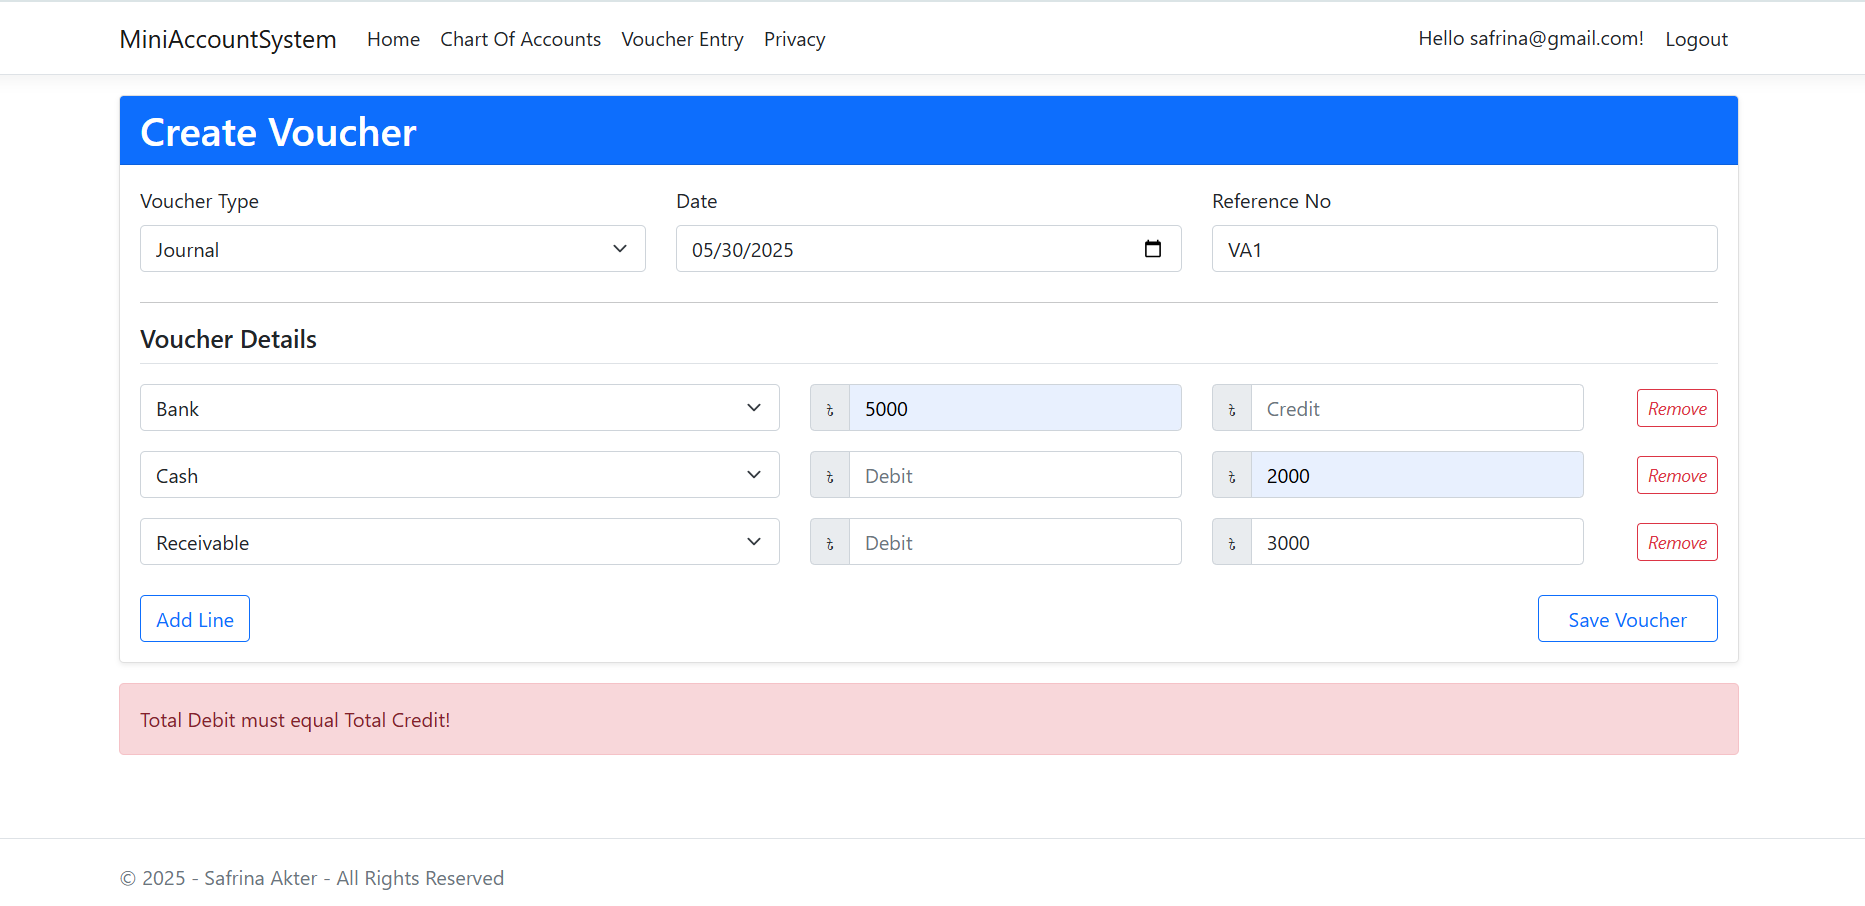 MiniAccountSystem Home Chart Of Accounts Voucher Entry Privacy Hello safrina@gmail.com! Logout
Create Voucher
Voucher Type Date Reference No
Journal 05/30/2025 VA1
Voucher Details
Bank ৳ 5000 ৳ Credit Remove
Cash ৳ Debit ৳ 2000 Remove
Receivable ৳ Debit ৳ 3000 Remove
Add Line Save Voucher
Total Debit must equal Total Credit!
© 2025 - Safrina Akter - All Rights Reserved